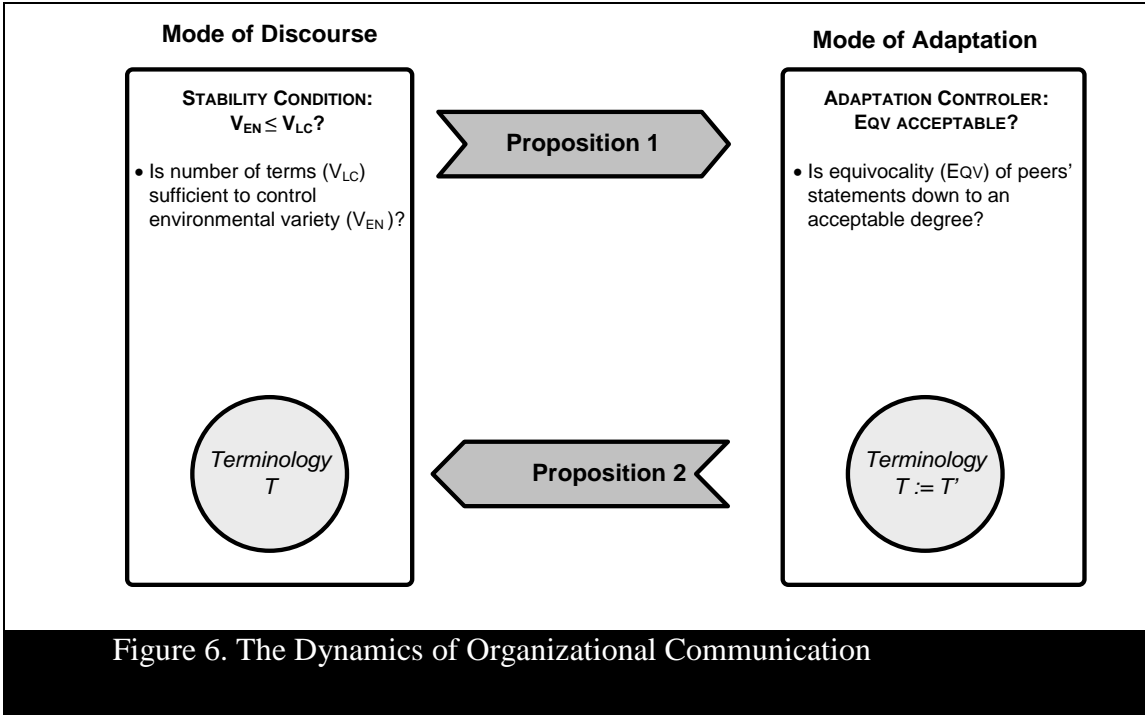 Mode of Discourse
STABILITY CONDITION:
VEN ≤ VLC?
• Is number of terms (VLC)
sufficient to control
environmental variety (VEN)?
Terminology
T
Proposition 1
Proposition 2
Mode of Adaptation
ADAPTATION CONTROLER:
EQV ACCEPTABLE?
• Is equivocality (EQV) of peers’
statements down to an
acceptable degree?
Terminology
T := T’
Figure 6. The Dynamics of Organizational Communication